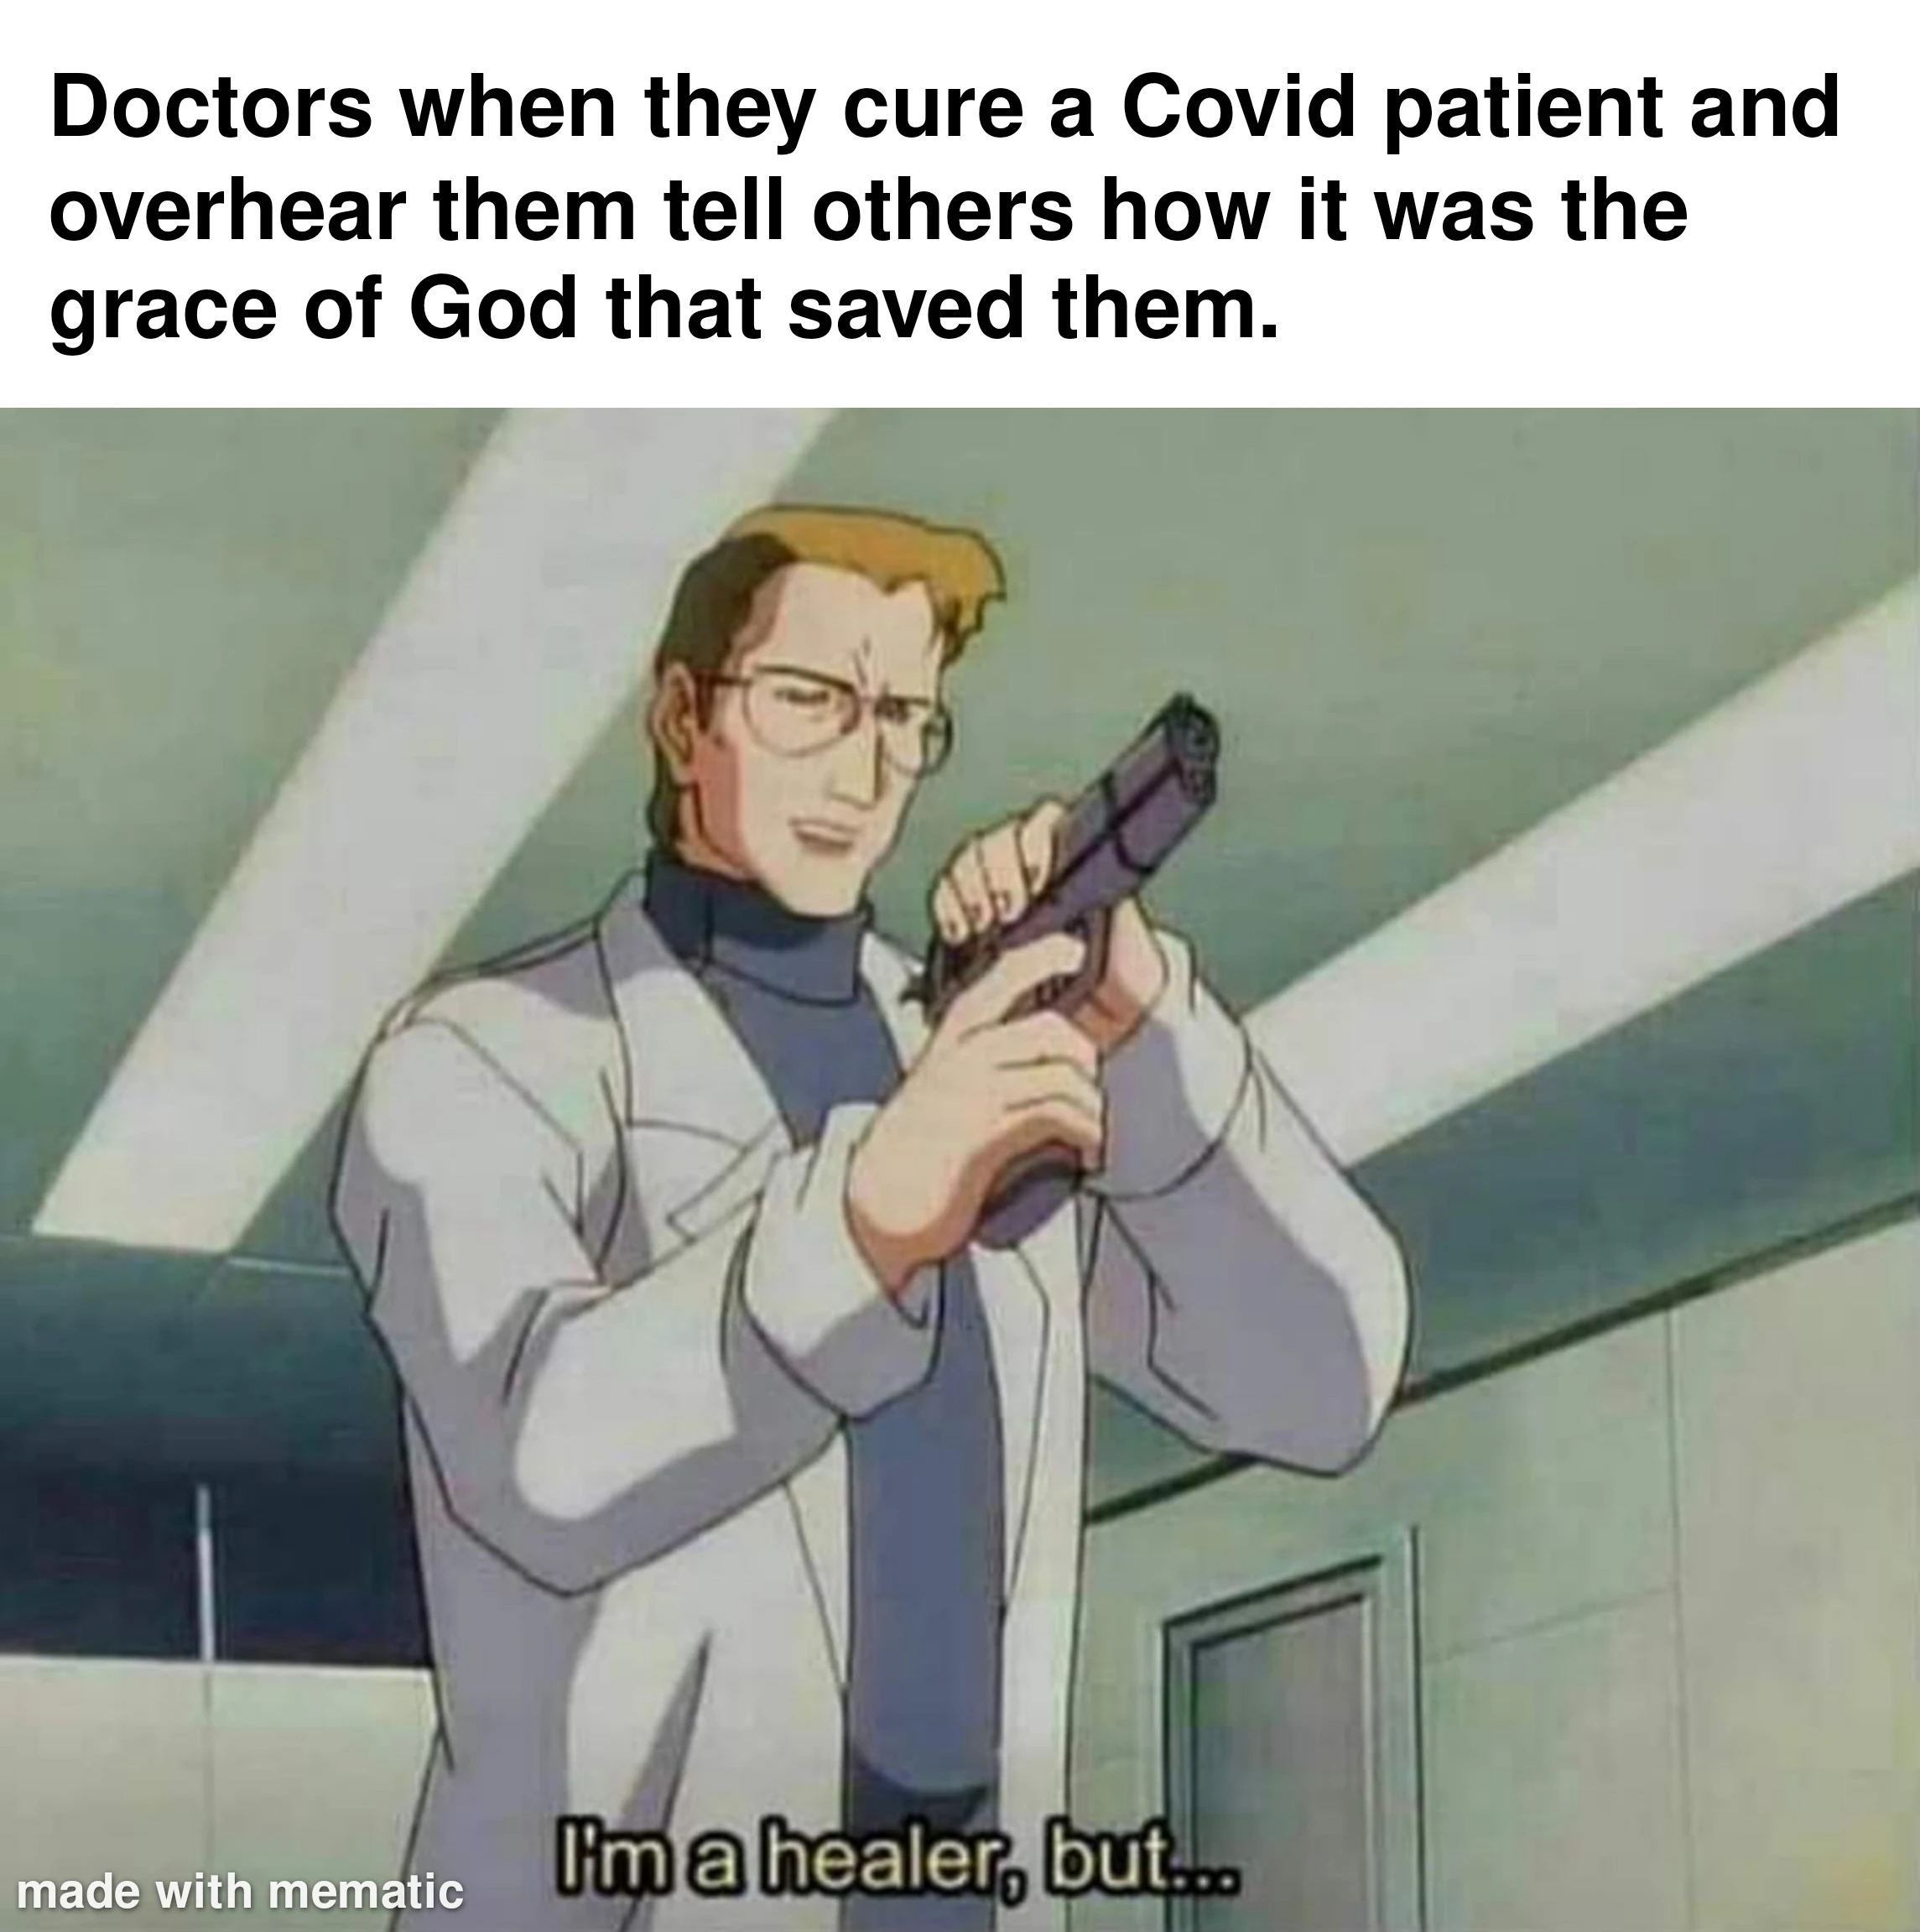 Doctors when they cure a Covid patient and
overhear them tell others how it was the
grace of God that saved them.
I'm a healer, but...
made with mematic